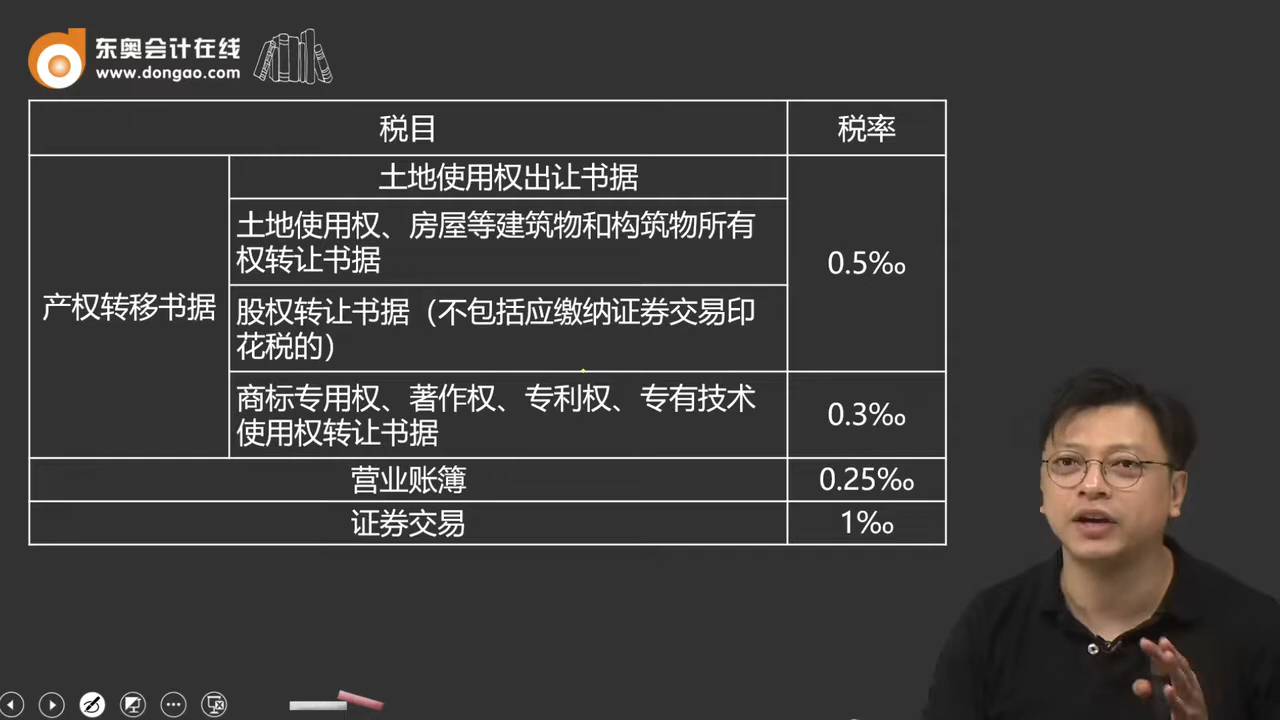 东奥会计在线
www.dongao.com
税目
税率
产权转移书据
土地使用权出让书据
土地使用权、房屋等建筑物和构筑物所有
权转让书据
股权转让书据（不包括应缴纳证券交易印
花税的）
0.5‰
商标专用权、著作权、专利权、专有技术
使用权转让书据
0.3‰
营业账簿
0.25‰
证券交易
1‰